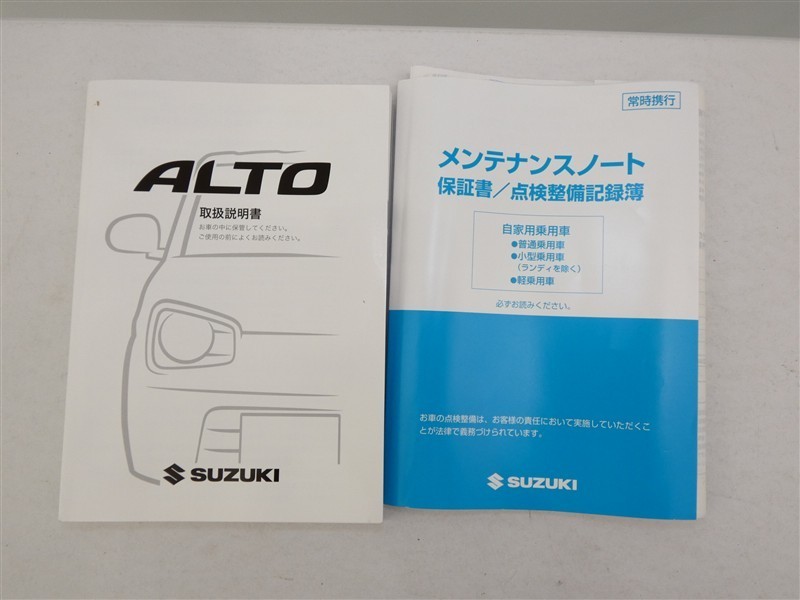 ALTO
取扱説明書
お車の中に保管してください。
ご使用の前によくお読みください。
SUZUKI
常時携行
メンテナンスノート
保証書／点検整備記録簿
自家用乗用車
●普通乗用車
●小型乗用車
（ランディを除く）
●軽乗用車
必ずお読みください。
お車の点検整備は、お客様の責任において実施していただくこ
とが法律で義務づけられています。
SUZUKI